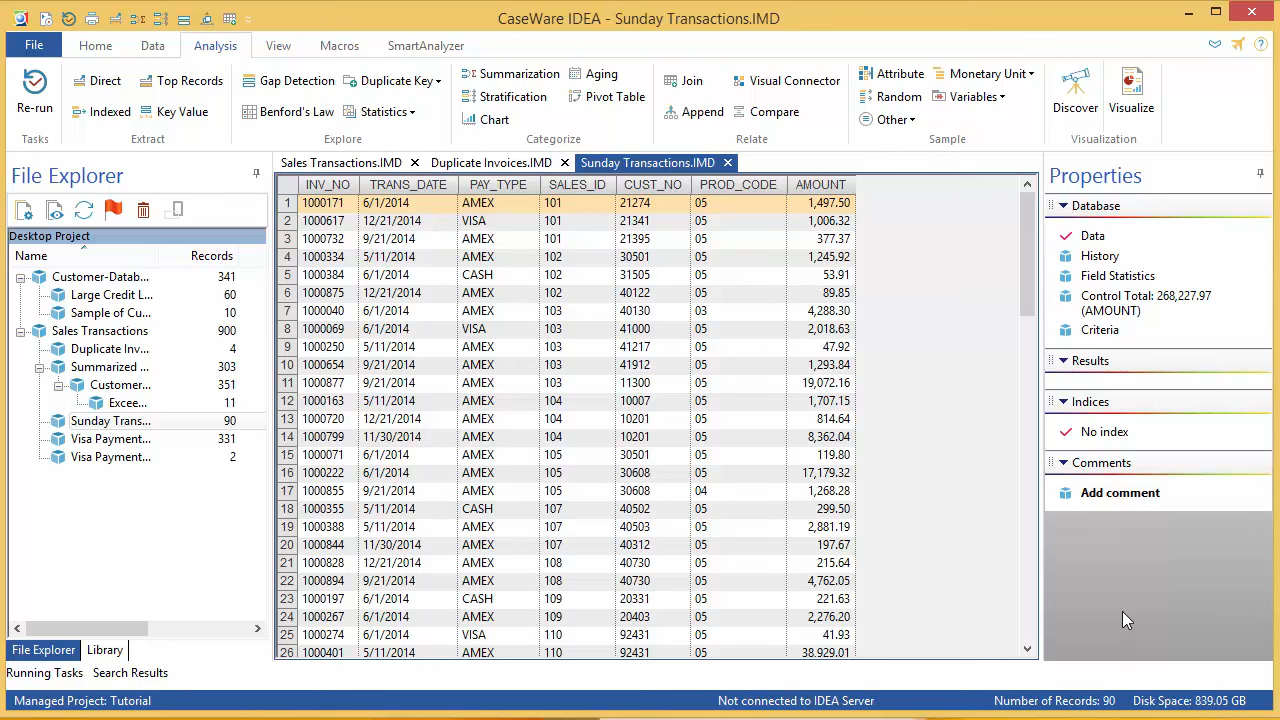 CaseWare IDEA - Sunday Transactions.IMD
File Home Data Analysis View Macros SmartAnalyzer
Re-run
Tasks
Direct Top Records
Indexed Key Value
Extract
Gap Detection Duplicate Key
Benford's Law Statistics
Explore
Summarization Aging
Stratification Pivot Table
Chart
Categorize
Join Visual Connector
Append Compare
Relate
Attribute Monetary Unit
Random Variables
Other
Sample
Discover Visualize
Visualization
File Explorer
Desktop Project
Name Records
Customer-Datab... 341
Large Credit L... 60
Sample of Cu... 10
Sales Transactions 900
Duplicate Inv... 4
Summarized ... 303
Customer... 351
Excee... 11
Sunday Trans... 90
Visa Payment... 331
Visa Payment... 2
File Explorer Library
Sales Transactions.IMD Duplicate Invoices.IMD Sunday Transactions.IMD
INV_NO TRANS_DATE PAY_TYPE SALES_ID CUST_NO PROD_CODE AMOUNT
1 1000171 6/1/2014 AMEX 101 21274 05 1,497.50
2 1000617 12/21/2014 VISA 101 21341 05 1,006.32
3 1000732 9/21/2014 AMEX 101 21395 05 377.37
4 1000334 5/11/2014 AMEX 102 30501 05 1,245.92
5 1000384 6/1/2014 CASH 102 31505 05 53.91
6 1000875 12/21/2014 AMEX 102 40122 05 89.85
7 1000040 6/1/2014 AMEX 103 40130 03 4,288.30
8 1000069 6/1/2014 VISA 103 41000 05 2,018.63
9 1000250 5/11/2014 AMEX 103 41217 05 47.92
10 1000654 9/21/2014 AMEX 103 41912 05 1,293.84
11 1000877 9/21/2014 AMEX 103 11300 05 19,072.16
12 1000163 5/11/2014 AMEX 104 10007 05 1,707.15
13 1000720 12/21/2014 AMEX 104 10201 05 814.64
14 1000799 11/30/2014 AMEX 104 10201 05 8,362.04
15 1000071 6/1/2014 AMEX 105 30501 05 119.80
16 1000222 6/1/2014 AMEX 105 30608 05 17,179.32
17 1000355 9/21/2014 AMEX 105 30608 04 1,268.28
18 1000355 5/11/2014 CASH 107 40502 05 299.50
19 1000388 5/11/2014 AMEX 107 40503 05 2,881.19
20 1000844 11/30/2014 AMEX 107 40312 05 197.67
21 1000828 12/21/2014 AMEX 108 40730 05 215.64
22 1000894 9/21/2014 AMEX 108 40730 05 4,762.05
23 1000197 6/1/2014 CASH 109 20331 05 221.63
24 1000267 6/1/2014 AMEX 109 20403 05 2,276.20
25 1000274 6/1/2014 VISA 110 92431 05 41.93
26 1000401 5/11/2014 AMEX 110 92431 05 38,929.01
Properties
Database
Data
History
Field Statistics
Control Total: 268,227.97
(AMOUNT)
Criteria
Results
Indices
No index
Comments
Add comment
Running Tasks Search Results
Managed Project: Tutorial Not connected to IDEA Server Number of Records: 90 Disk Space: 839.05 GB